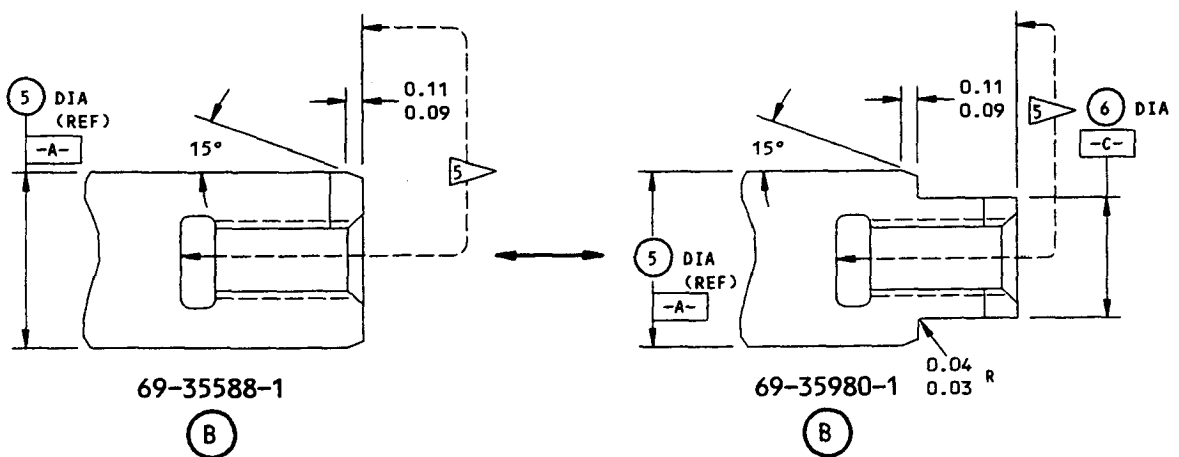 5 DIA
(REF)
-A-
15°
0.11
0.09
5
69-35588-1
B
15°
0.11
0.09
5
6 DIA
-C-
5 DIA
(REF)
-A-
0.04
0.03 R
69-35980-1
B